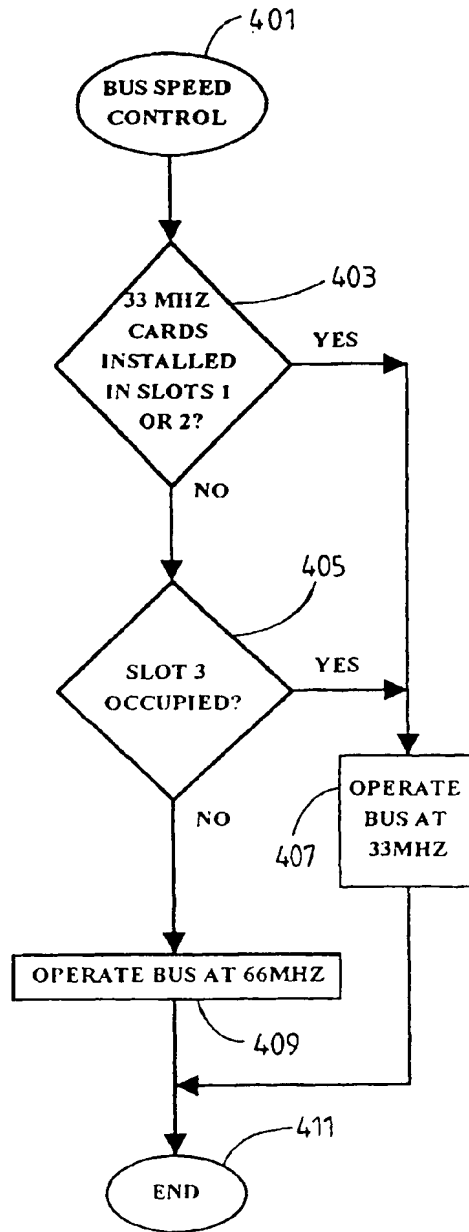 401
BUS SPEED
CONTROL
33 MHZ
CARDS
INSTALLED
IN SLOTS 1
OR 2?
403
YES
NO
405
SLOT 3
OCCUPIED?
YES
NO
OPERATE
BUS AT
33MHZ
407
OPERATE BUS AT 66MHZ
409
411
END